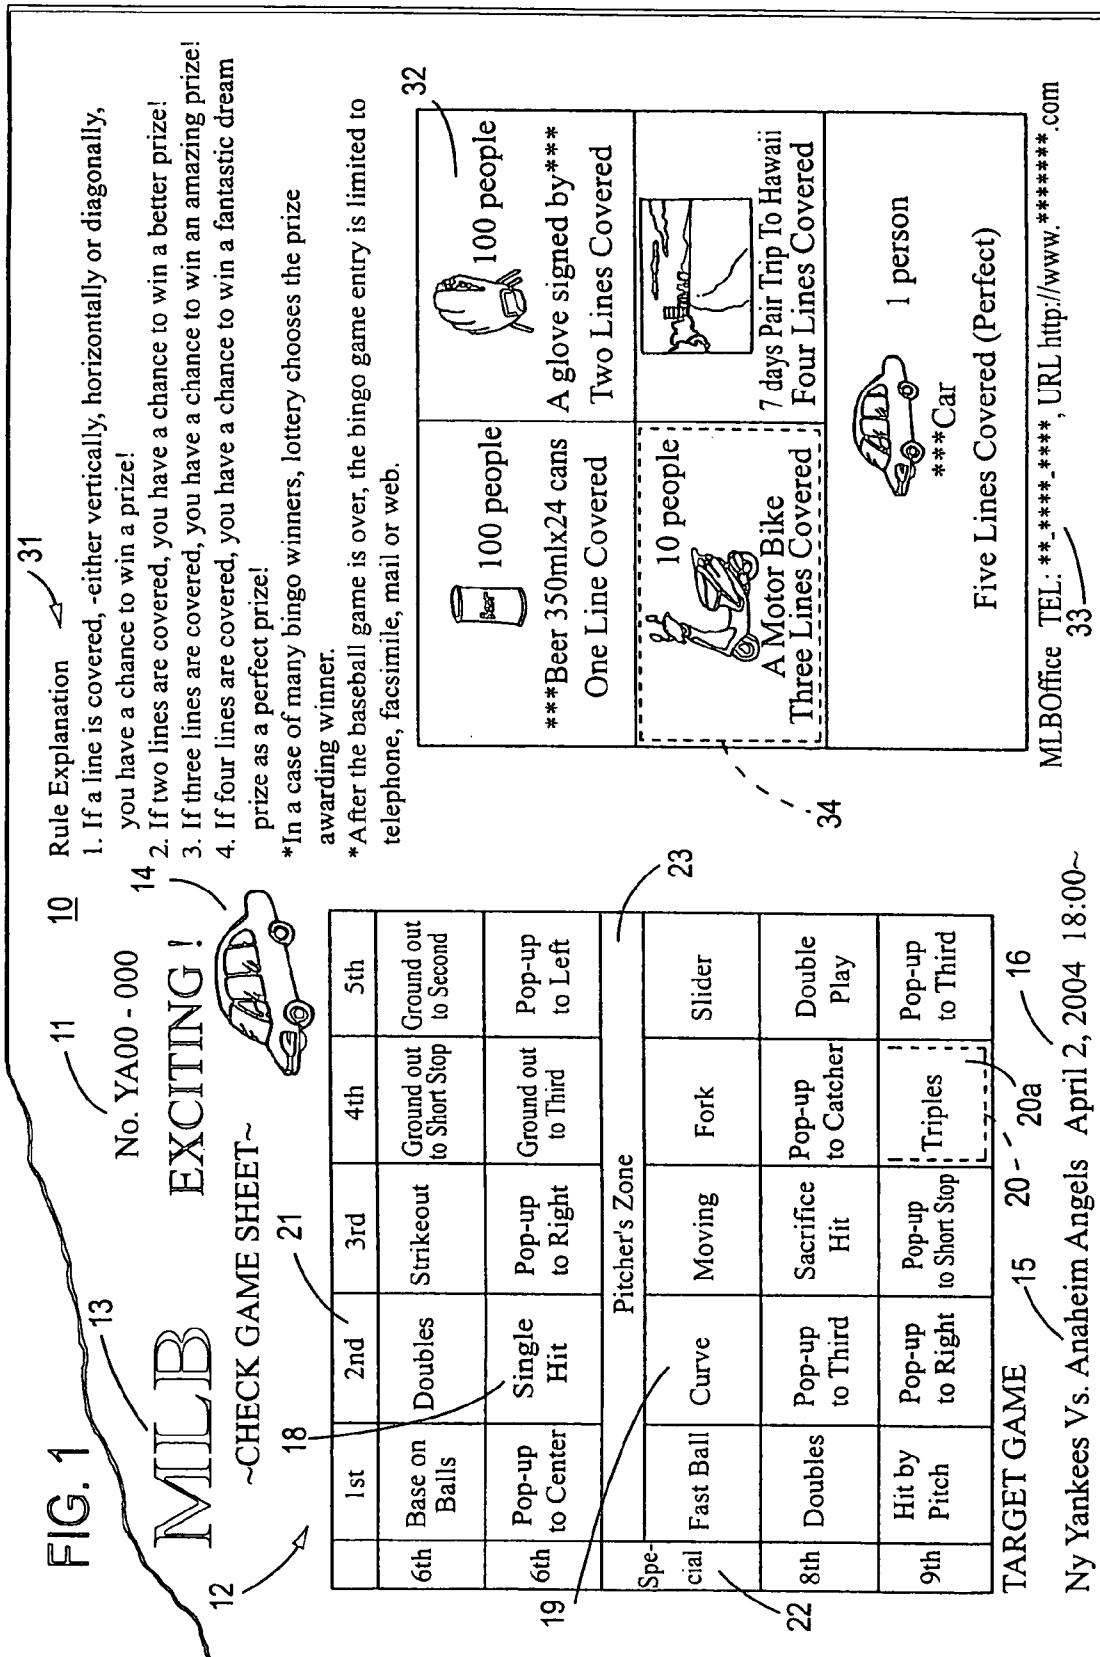 FIG. 1
10
11
No. YA00 - 000
13
MLB EXCITING !
14
~CHECK GAME SHEET~
12
21
18
1st 2nd 3rd 4th 5th
6th Base on Balls Doubles Strikeout Ground out to Short Stop Ground out to Second
6th Pop-up to Center Single Hit Pop-up to Right Ground out to Third Pop-up to Left
Spe-cial Pitcher's Zone
Fast Ball Curve Moving Fork Slider
8th Doubles Pop-up to Third Sacrifice Hit Pop-up to Catcher Double Play
9th Hit by Pitch Pop-up to Right Pop-up to Short Stop Triples Pop-up to Third
19
22
23
TARGET GAME
15
20
20a
16
Ny Yankees Vs. Anaheim Angels April 2, 2004 18:00~
Rule Explanation
31
1. If a line is covered, -either vertically, horizontally or diagonally,
you have a chance to win a prize!
2. If two lines are covered, you have a chance to win a better prize!
3. If three lines are covered, you have a chance to win an amazing prize!
4. If four lines are covered, you have a chance to win a fantastic dream
prize as a perfect prize!
*In a case of many bingo winners, lottery chooses the prize
awarding winner.
*After the baseball game is over, the bingo game entry is limited to
telephone, facsimile, mail or web.
32
Beer
100 people
***Beer 350mlx24 cans
One Line Covered
100 people
A glove signed by***
Two Lines Covered
10 people
A Motor Bike
Three Lines Covered
7 days Pair Trip To Hawaii
Four Lines Covered
34
***Car
1 person
Five Lines Covered (Perfect)
MLBOffice TEL: **_****_****, URL http://www.*******.com
33